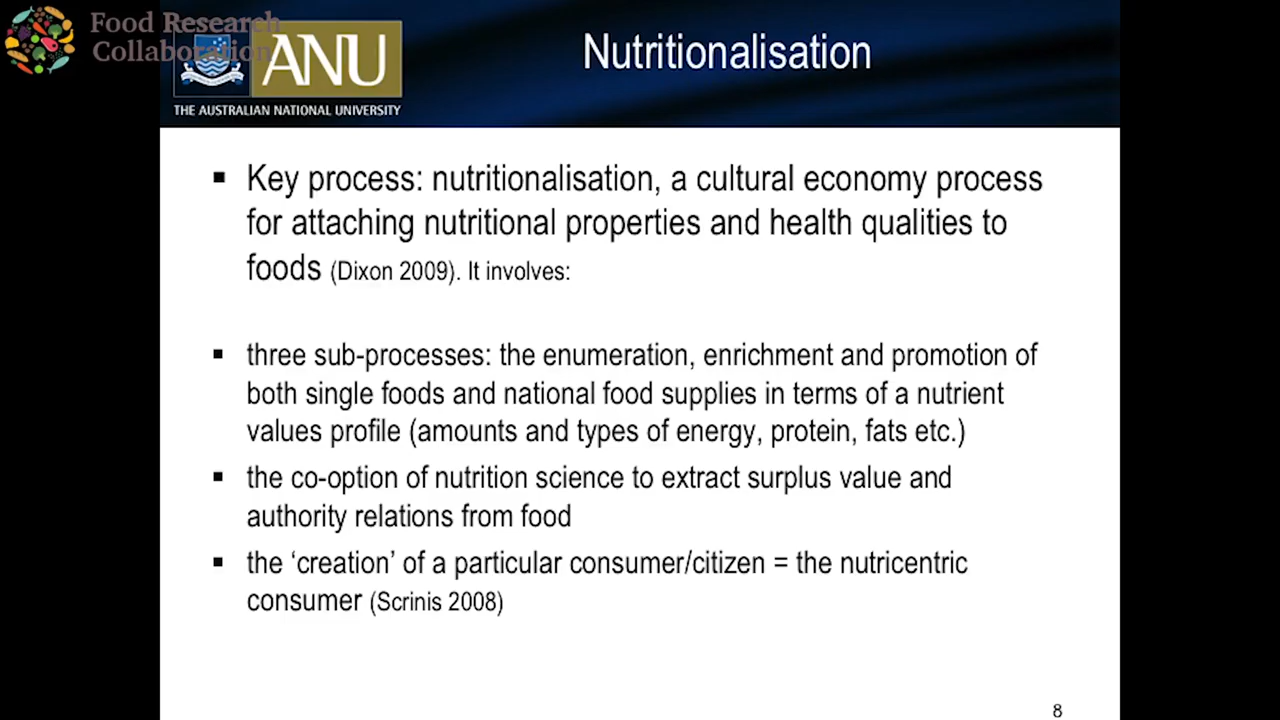 Food Research
Collaboration
ANU
THE AUSTRALIAN NATIONAL UNIVERSITY
Nutritionalisation
▪ Key process: nutritionalisation, a cultural economy process
for attaching nutritional properties and health qualities to
foods (Dixon 2009). It involves:
▪ three sub-processes: the enumeration, enrichment and promotion of
both single foods and national food supplies in terms of a nutrient
values profile (amounts and types of energy, protein, fats etc.)
▪ the co-option of nutrition science to extract surplus value and
authority relations from food
▪ the ‘creation’ of a particular consumer/citizen = the nutricentric
consumer (Scrinis 2008)
8